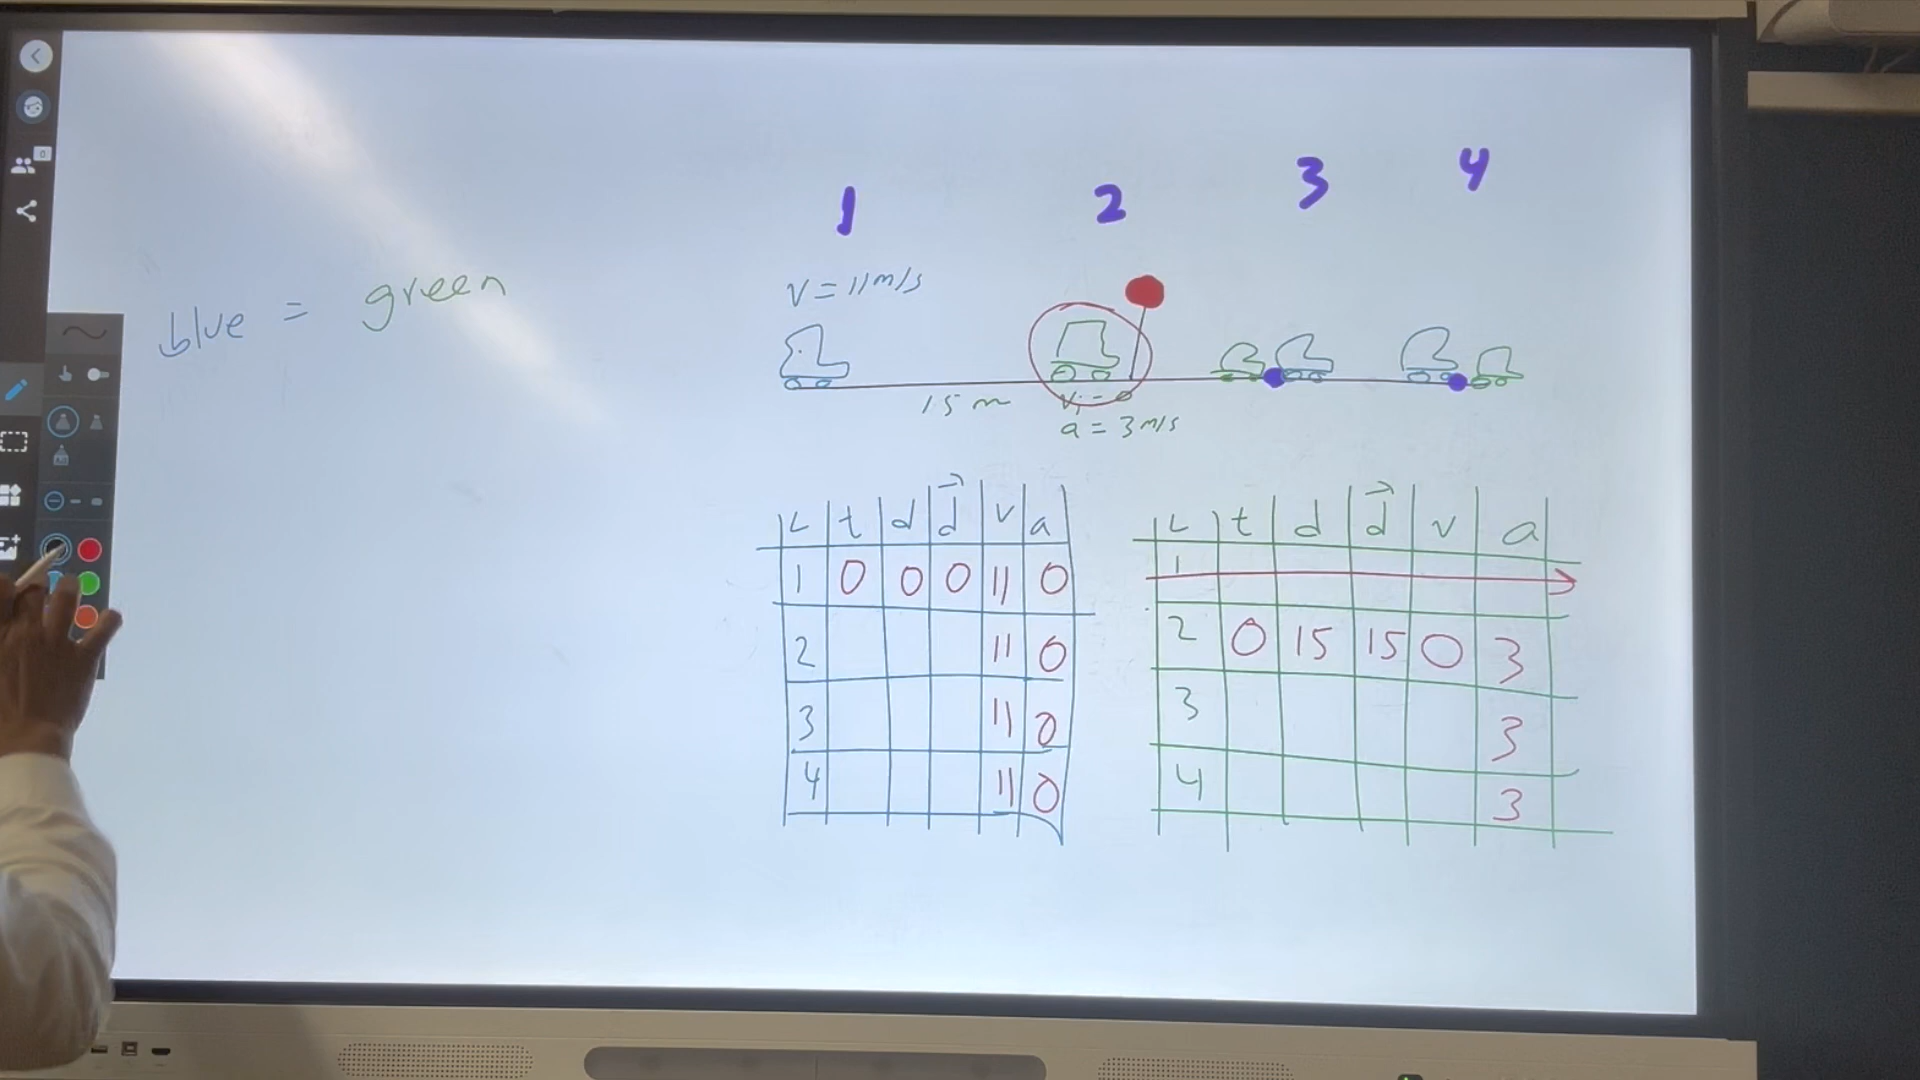 1 2 3 4
v = 11 m/s
blue = green
15 m
a = 3 m/s
L t d d⃗ v a
1 0 0 0 11 0
2 11 0
3 11 0
4 11 0
L t d d⃗ v a
1
2 0 15 15 0 3
3 3
4 3
0